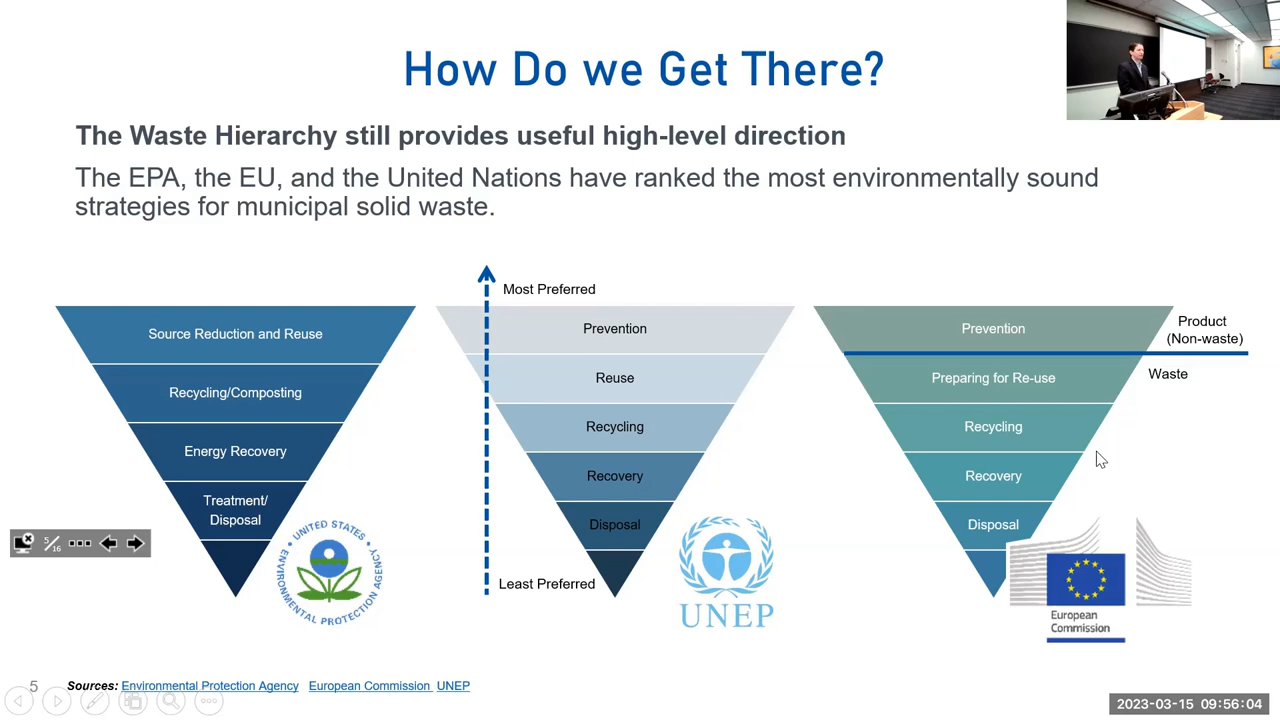 How Do we Get There?
The Waste Hierarchy still provides useful high-level direction
The EPA, the EU, and the United Nations have ranked the most environmentally sound
strategies for municipal solid waste.
Source Reduction and Reuse
Recycling/Composting
Energy Recovery
Treatment/
Disposal
UNITED STATES
ENVIRONMENTAL PROTECTION AGENCY
Most Preferred
Prevention
Reuse
Recycling
Recovery
Disposal
Least Preferred
UNEP
Prevention
Preparing for Re-use
Recycling
Recovery
Disposal
Product
(Non-waste)
Waste
European
Commission
5/16
5
Sources: Environmental Protection Agency European Commission UNEP
2023-03-15 09:56:04